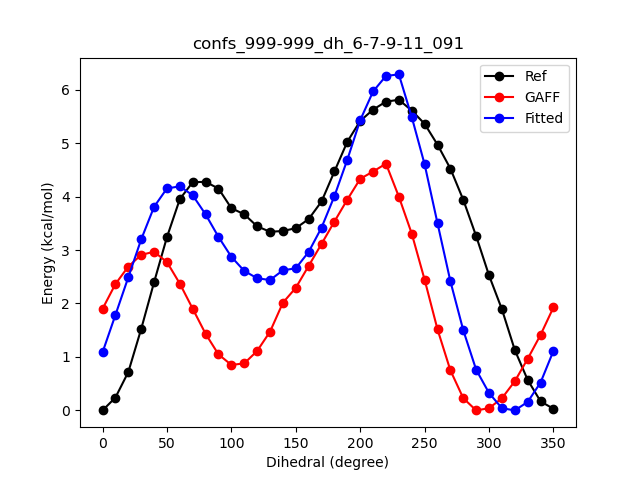 confs_999-999_dh_6-7-9-11_091
Ref
GAFF
Fitted
Energy (kcal/mol)
6
5
4
3
2
1
0
0 50 100 150 200 250 300 350
Dihedral (degree)